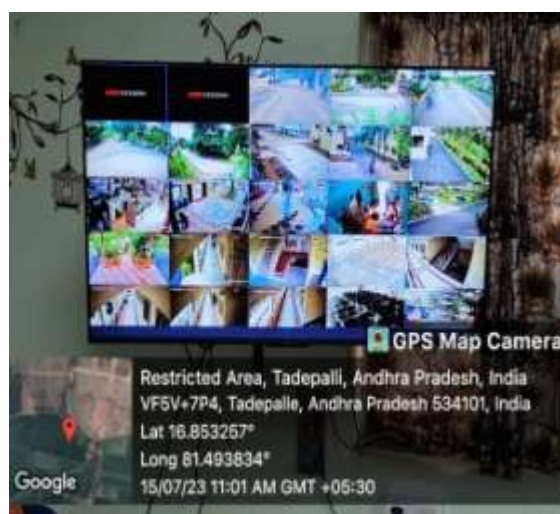 GPS Map Camera
Restricted Area, Tadepalli, Andhra Pradesh, India
VF5V+7P4, Tadepalle, Andhra Pradesh 534101, India
Lat 16.853257°
Long 81.493834°
15/07/23 11:01 AM GMT +05:30
Google